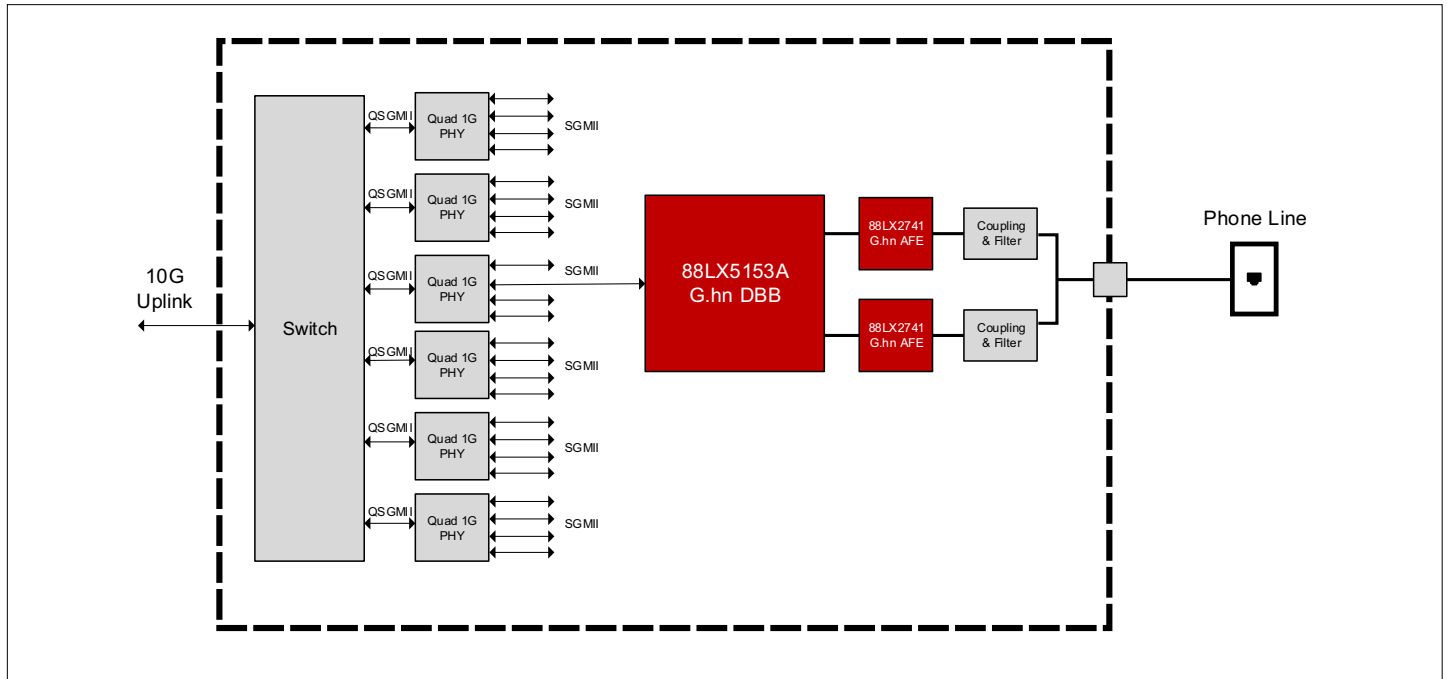 10G
Uplink
Switch
QSGMII
Quad 1G
PHY
SGMII
QSGMII
Quad 1G
PHY
SGMII
QSGMII
Quad 1G
PHY
SGMII
QSGMII
Quad 1G
PHY
SGMII
QSGMII
Quad 1G
PHY
SGMII
QSGMII
Quad 1G
PHY
SGMII
88LX5153A
G.hn DBB
88LX2741
G.hn AFE
Coupling
& Filter
88LX2741
G.hn AFE
Coupling
& Filter
Phone Line